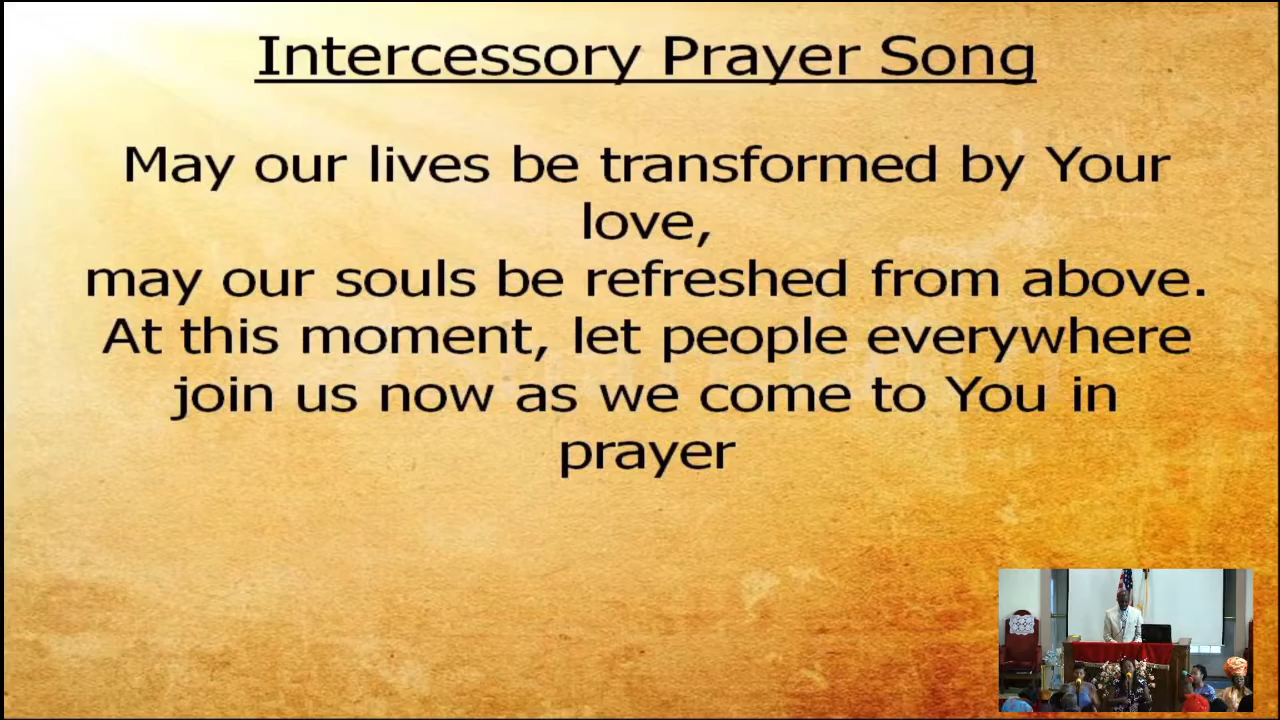 Intercessory Prayer Song
May our lives be transformed by Your
love,
may our souls be refreshed from above.
At this moment, let people everywhere
join us now as we come to You in
prayer